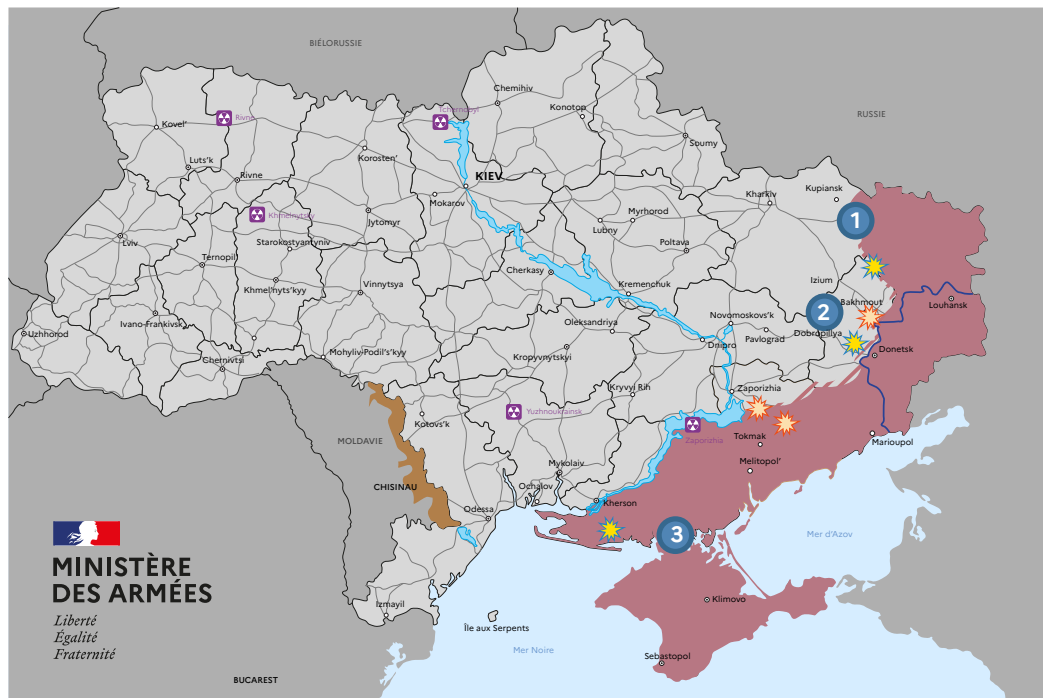 BIÉLORUSSIE
RUSSIE
Tchernobyl
Chemihiv
Konotop
Rivne
Kovel'
Soumy
Korosten'
Luts'k
Rivne
KIEV
Mokarov
Kharkiv
Kupiansk
Khmelnytsky
Jytomyr
Myrhorod
Lubny
1
Lviv
Starokostyantyniv
Poltava
Ternopil
Cherkasy
Izium
Khmel'nyts'kyy
Vinnytsya
Kremenchuk
Bakhmout
Louhansk
2
Ivano-Frankivsk
Oleksandriya
Novomoskovs'k
Uzhhorod
Dobropillya
Pavlograd
Dnipro
Mohyliv-Podil's'kyy
Kropyvnytskyi
Donetsk
Chernivtsi
Kryvyi Rih
Zaporizhia
Yuzhnoukrainsk
Kotovs'k
Tokmak
Zaporizhia
MOLDAVIE
Marioupol
Melitopol'
Mykolaiv
CHISINAU
Ochalov
Kherson
Odessa
3
Mer d'Azov
MINISTÈRE
DES ARMÉES
Liberté
Égalité
Fraternité
Izmayil
Klimovo
Île aux Serpents
Mer Noire
Sebastopol
BUCAREST